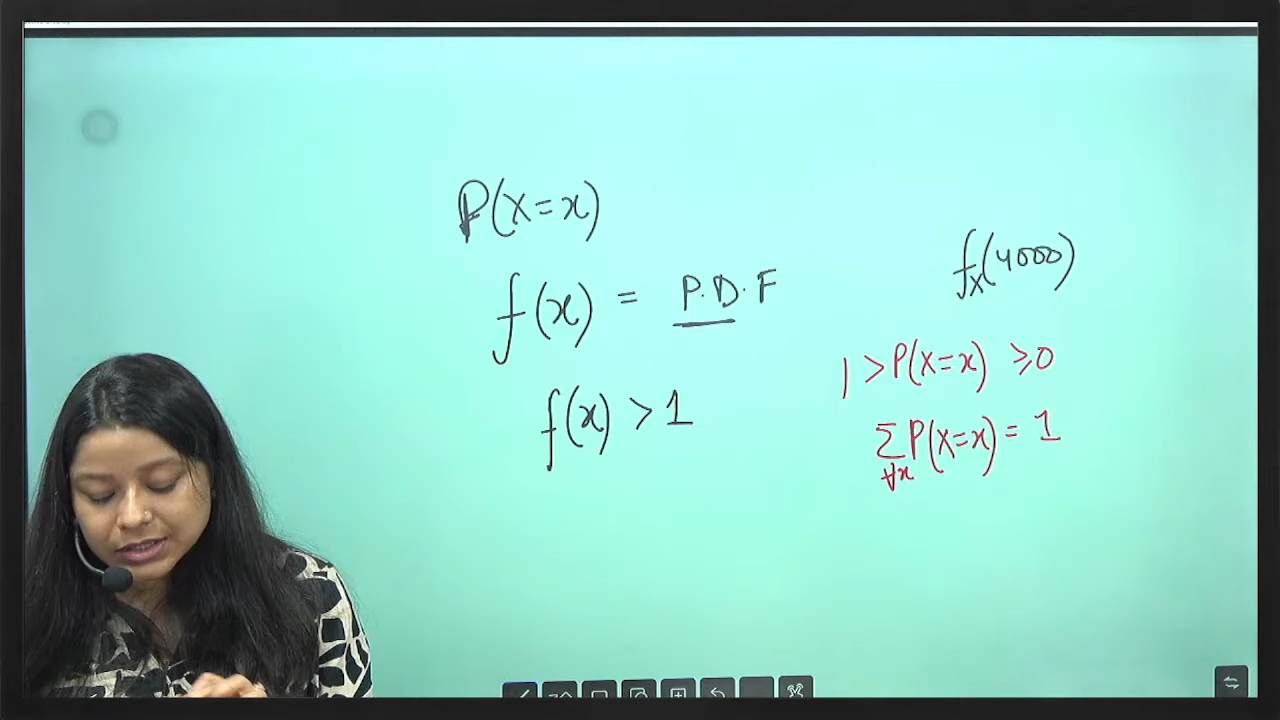 P(X=x)
f(x) = P.D.F
f(x) > 1
fX(4000)
1 > P(X=x) ≥0
∑∀x P(X=x) = 1